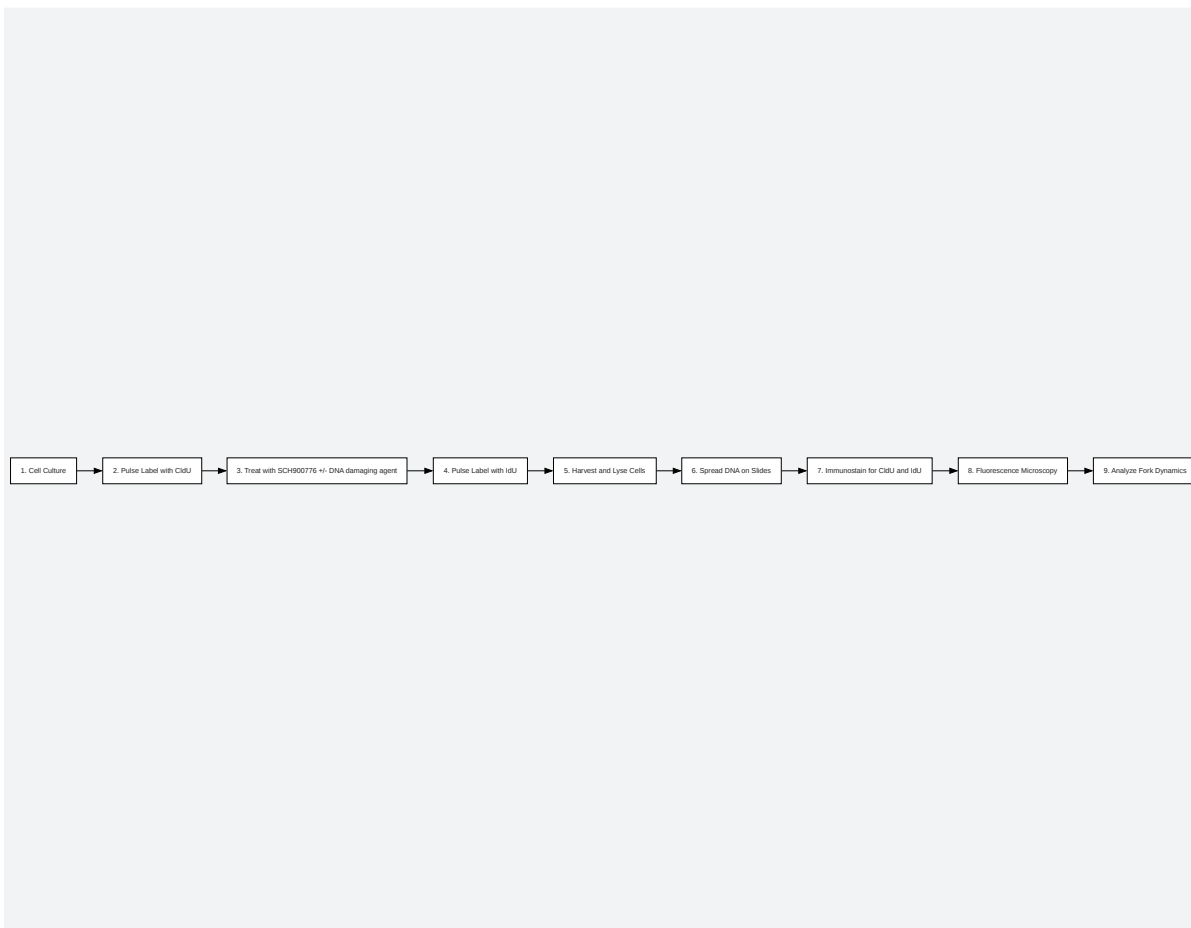 1. Cell Culture
2. Pulse Label with CldU
3. Treat with SCH900776 +/- DNA damaging agent
4. Pulse Label with IdU
5. Harvest and Lyse Cells
6. Spread DNA on Slides
7. Immunostain for CldU and IdU
8. Fluorescence Microscopy
9. Analyze Fork Dynamics